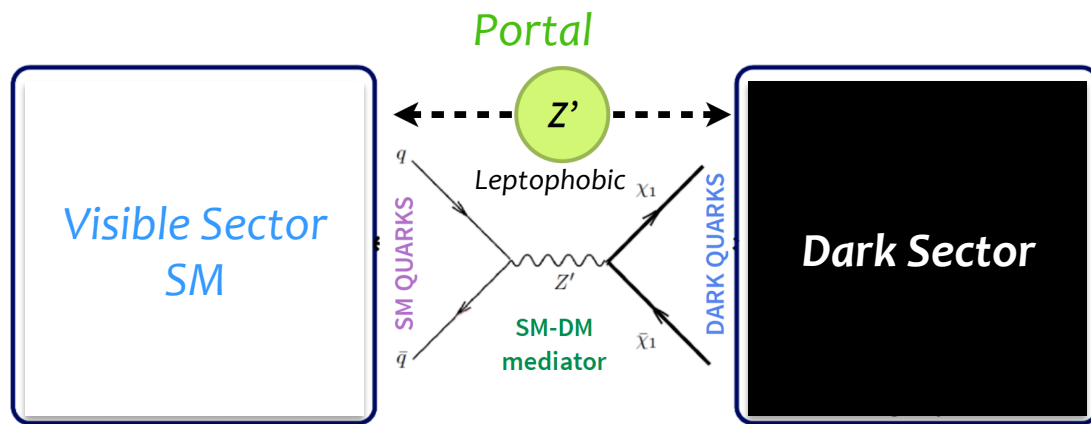 Portal
Z’
Leptophobic
q
χ1
SM QUARKS
DARK QUARKS
Visible Sector
SM
Dark Sector
Z′
SM-DM
mediator
q̄
χ̄1